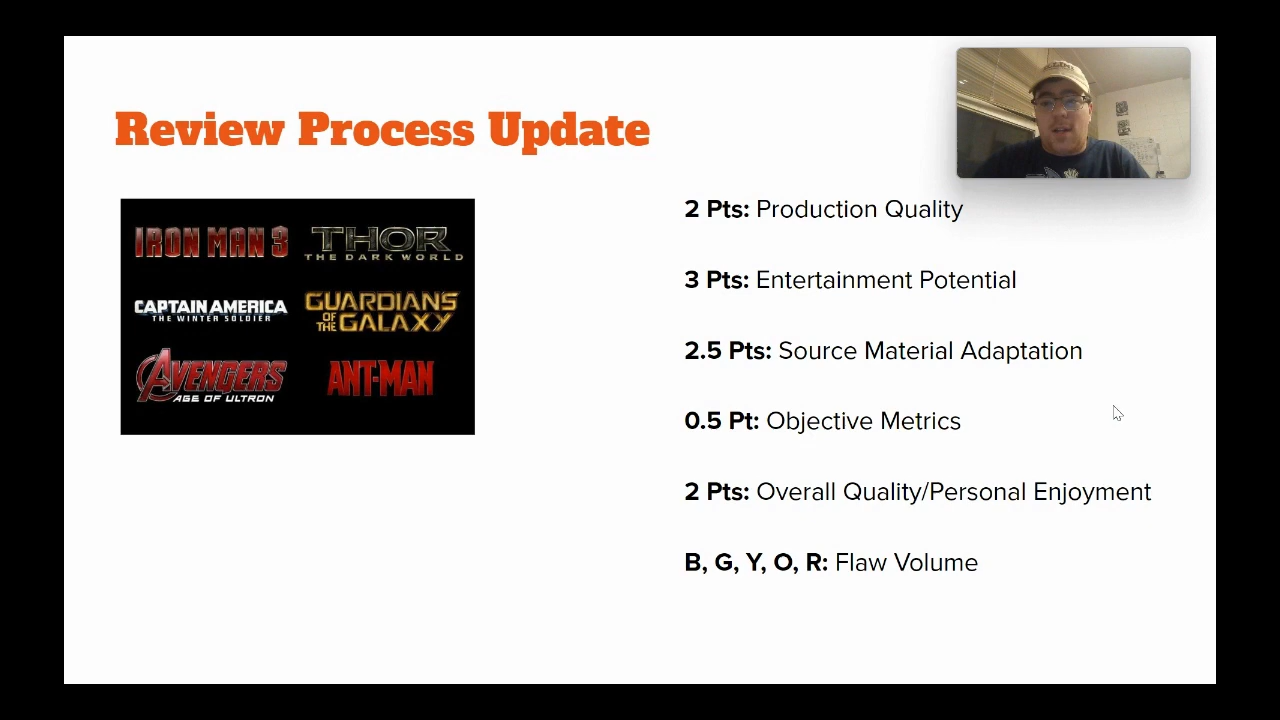 Review Process Update
IRON MAN 3
THOR
THE DARK WORLD
CAPTAIN AMERICA
THE WINTER SOLDIER
GUARDIANS
OF THE GALAXY
AVENGERS
AGE OF ULTRON
ANT-MAN
2 Pts: Production Quality
3 Pts: Entertainment Potential
2.5 Pts: Source Material Adaptation
0.5 Pt: Objective Metrics
2 Pts: Overall Quality/Personal Enjoyment
B, G, Y, O, R: Flaw Volume